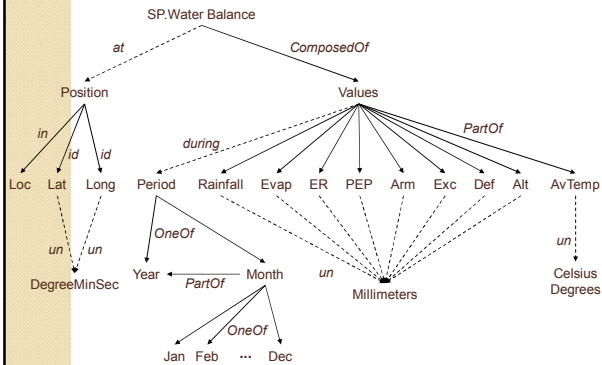 SP.Water Balance
at
ComposedOf
Position
Values
in
id
id
during
PartOf
Loc
Lat
Long
Period
Rainfall
Evap
ER
PEP
Arm
Exc
Def
Alt
AvTemp
un
un
OneOf
un
un
DegreeMinSec
Year
PartOf
Month
Millimeters
Celsius
Degrees
OneOf
Jan
Feb
...
Dec